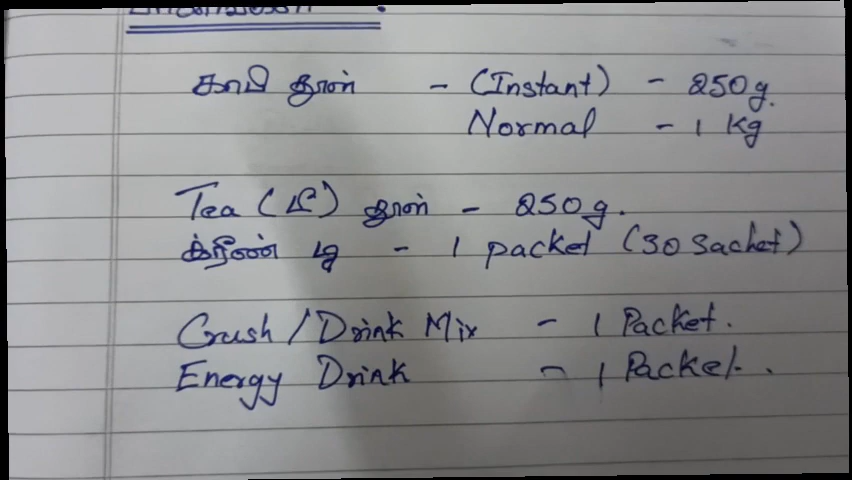 காபி தூள் - (Instant) - 250g.
Normal - 1 Kg
Tea (டீ) தூள் - 250g.
க்ரீண் டீ - 1 packet (30 Sachet)
Crush / Drink Mix - 1 Packet.
Energy Drink - 1 Packet.